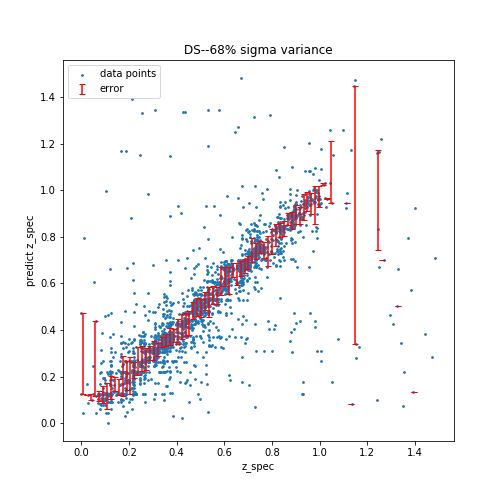 DS--68% sigma variance
data points
error
predict z_spec
1.4
1.2
1.0
0.8
0.6
0.4
0.2
0.0
0.0 0.2 0.4 0.6 0.8 1.0 1.2 1.4
z_spec